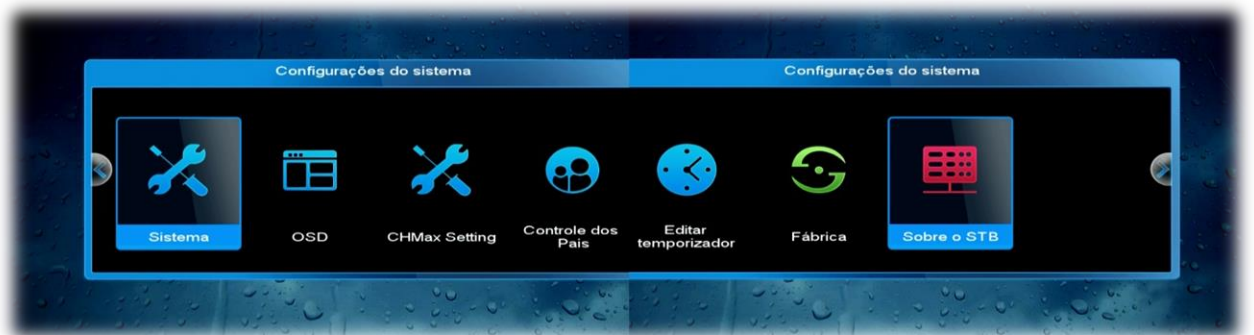 Configurações do sistema
Configurações do sistema
Sistema
OSD
CHMax Setting
Controle dos
Pais
Editar
temporizador
Fábrica
Sobre o STB